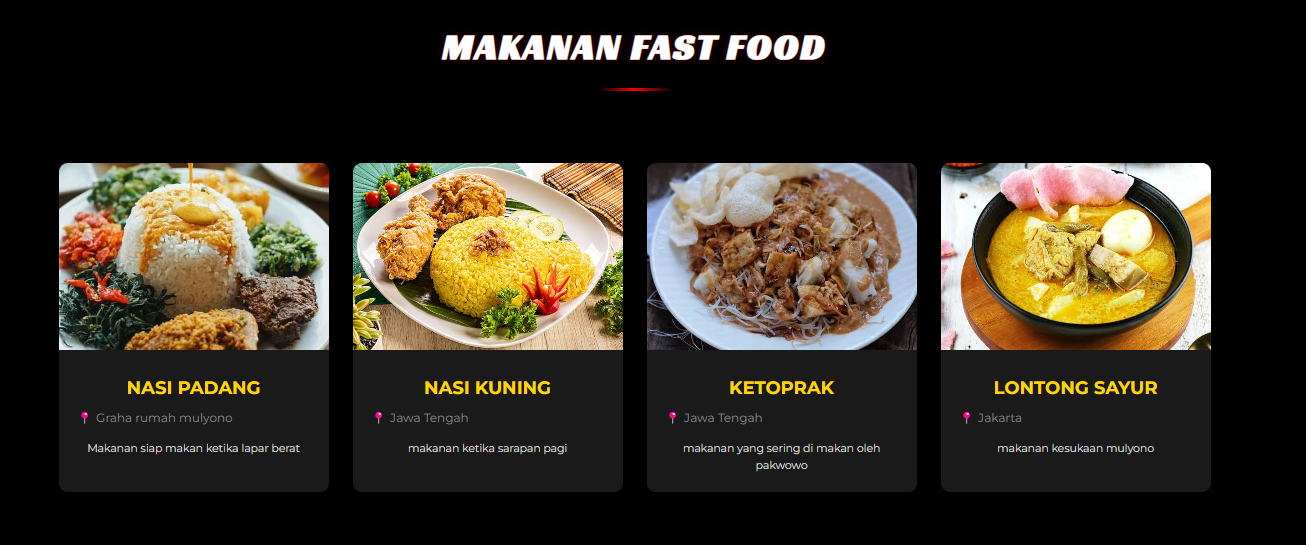 MAKANAN FAST FOOD
NASI PADANG
Graha rumah mulyono
Makanan siap makan ketika lapar berat
NASI KUNING
Jawa Tengah
makanan ketika sarapan pagi
KETOPRAK
Jawa Tengah
makanan yang sering di makan oleh
pakwowo
LONTONG SAYUR
Jakarta
makanan kesukaan mulyono